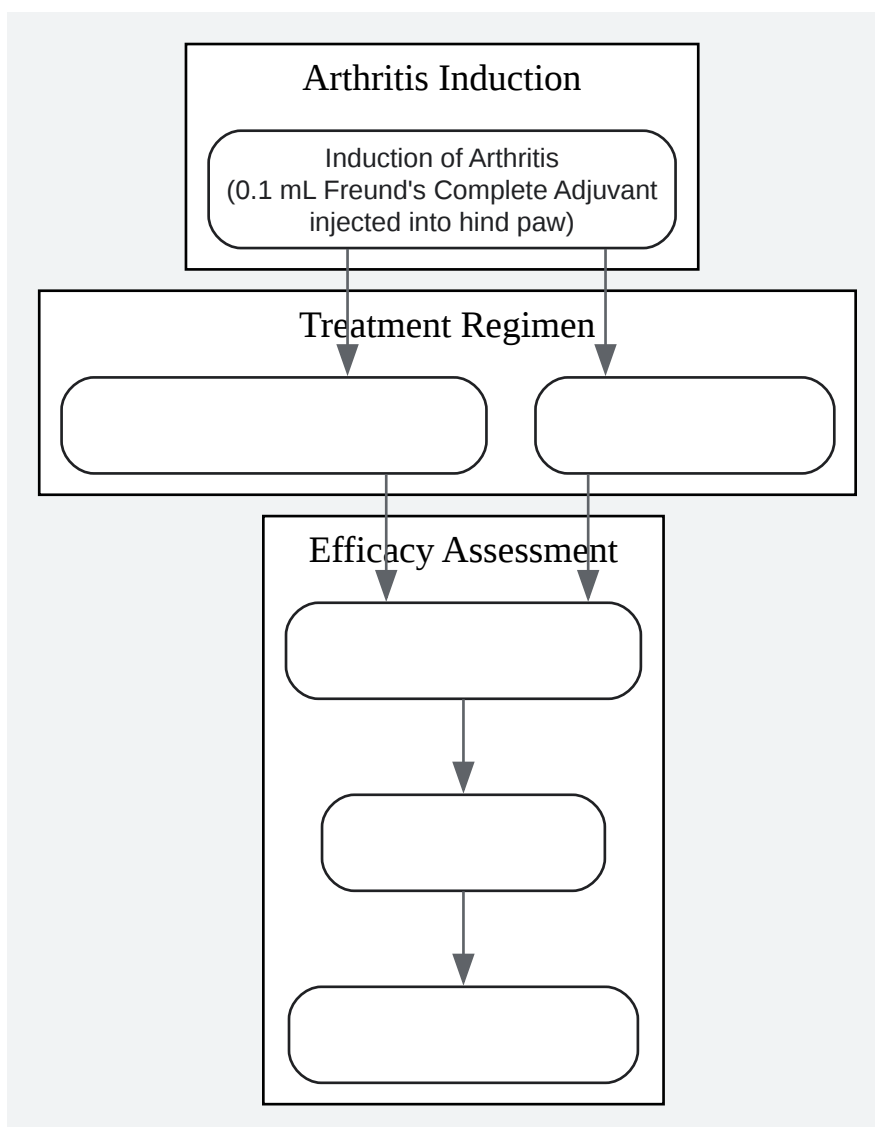 Arthritis Induction
Induction of Arthritis
(0.1 mL Freund's Complete Adjuvant
injected into hind paw)
Treatment Regimen
Efficacy Assessment